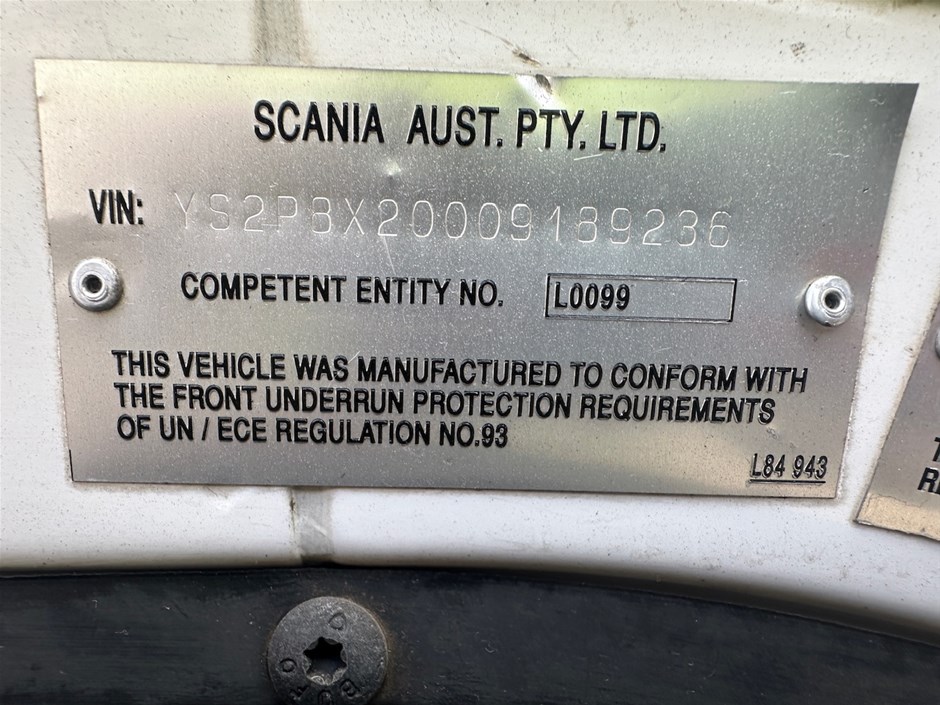 SCANIA AUST. PTY. LTD.
VIN: YS2P8X20009189236
COMPETENT ENTITY NO. L0099
THIS VEHICLE WAS MANUFACTURED TO CONFORM WITH
THE FRONT UNDERRUN PROTECTION REQUIREMENTS
OF UN / ECE REGULATION NO.93
L84 943